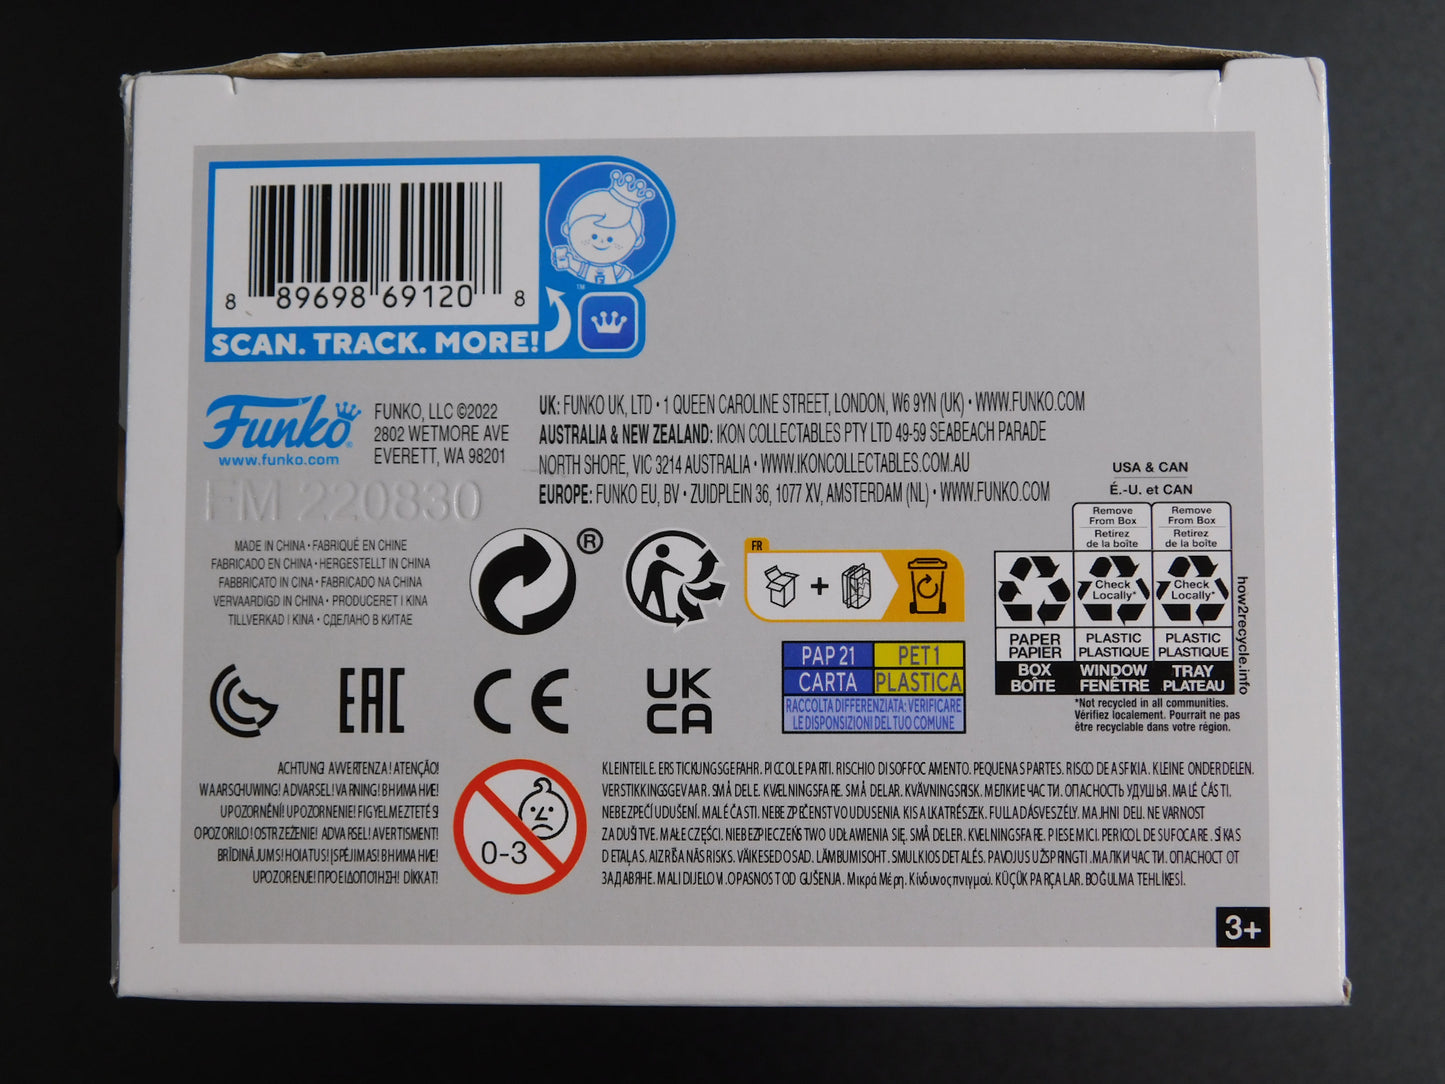 8 89698 69120 8
SCAN. TRACK. MORE!
Funko
www.funko.com
FUNKO, LLC ©2022
2802 WETMORE AVE
EVERETT, WA 98201
UK: FUNKO UK, LTD • 1 QUEEN CAROLINE STREET, LONDON, W6 9YN (UK) • WWW.FUNKO.COM
AUSTRALIA & NEW ZEALAND: IKON COLLECTABLES PTY LTD 49-59 SEABEACH PARADE
NORTH SHORE, VIC 3214 AUSTRALIA • WWW.IKONCOLLECTABLES.COM.AU
EUROPE: FUNKO EU, BV • ZUIDPLEIN 36, 1077 XV, AMSTERDAM (NL) • WWW.FUNKO.COM
FM 220830
MADE IN CHINA • FABRIQUÉ EN CHINE
FABRICADO EN CHINA • HERGESTELLT IN CHINA
FABBRICATO IN CINA • FABRICADO NA CHINA
VERVAARDIGD IN CHINA • PRODUCERET I KINA
TILLVERKAD I KINA • СДЕЛАНО В КИТАЕ
®
FR
+
USA & CAN
É.-U. et CAN
Remove From Box
Retirez de la boîte
Remove From Box
Retirez de la boîte
Check Locally*
Check Locally*
PAPER PAPIER
PLASTIC PLASTIQUE
PLASTIC PLASTIQUE
BOX BOÎTE
WINDOW FENÊTRE
TRAY PLATEAU
how2recycle.info
*Not recycled in all communities.
Vérifiez localement. Pourrait ne pas
être recyclable dans votre région.
PAP 21 PET 1
CARTA PLASTICA
RACCOLTA DIFFERENZIATA: VERIFICARE
LE DISPONSIZIONI DEL TUO COMUNE
EAC
CE
UK
CA
ACHTUNG! AVVERTENZA! ATENÇÃO!
WAARSCHUWING! ADVARSEL! VARNING! ВНИМАНИЕ!
UPOZORNĚNÍ! UPOZORNENIE! FIGYELMEZTETÉS!
OPOZORILO! OSTRZEŻENIE! ADVARSEL! AVERTISMENT!
BRĪDINĀJUMS! HOIATUS! ĮSPĖJIMAS! ВНИМАНИЕ!
UPOZORENJE! ΠΡΟΕΙΔΟΠΟΙΗΣΗ! DİKKAT!
0-3
KLEINTEILE. ERSTICKUNGSGEFAHR. PICCOLE PARTI. RISCHIO DI SOFFOCAMENTO. PEQUENAS PARTES. RISCO DE ASFIXIA. KLEINE ONDERDELEN.
VERSTIKKINGSGEVAAR. SMÅ DELE. KVÆLNINGSFARE. SMÅ DELAR. KVÄVNINGSRISK. МЕЛКИЕ ЧАСТИ. ОПАСНОСТЬ УДУШЬЯ. MALÉ ČÁSTI.
NEBEZPEČÍ UDUŠENÍ. MALÉ ČASTI. NEBEZPEČENSTVO UDUSENIA. KIS ALKATRÉSZEK. FULLADÁSVESZÉLY. MAJHNI DELI. NEVARNOST
ZADUŠITVE. MAŁE CZĘŚCI. NIEBEZPIECZEŃSTWO UDŁAWIENIA SIĘ. SMÅ DELER. KVELNINGSFARE. PIESE MICI. PERICOL DE SUFOCARE. SĪKAS
DETAĻAS. AIZRĪŠANĀS RISKS. VÄIKESED OSAD. LÄMBUMISOHT. SMULKIOS DETALĖS. PAVOJUS UŽSPRINGTI. МАЛКИ ЧАСТИ. ОПАСНОСТ ОТ
ЗАДАВЯНЕ. MALI DIJELOVI. OPASNOST OD GUŠENJA. Μικρά Μέρη. Κίνδυνος πνιγμού. KÜÇÜK PARÇALAR. BOĞULMA TEHLİKESİ.
3+